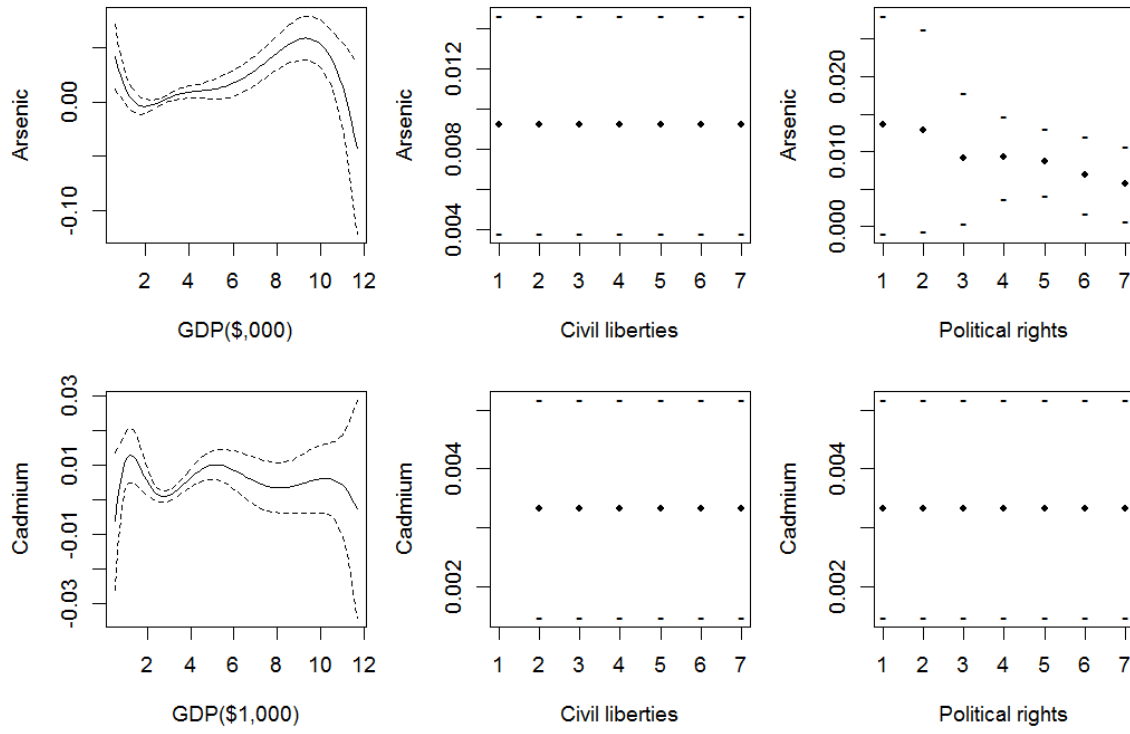 Arsenic
0.00
-0.10
2 4 6 8 10 12
GDP($,000)
Arsenic
0.012
0.008
0.004
1 2 3 4 5 6 7
Civil liberties
Arsenic
0.020
0.010
0.000
1 2 3 4 5 6 7
Political rights
Cadmium
0.03
0.01
-0.01
-0.03
2 4 6 8 10 12
GDP($1,000)
Cadmium
0.004
0.002
1 2 3 4 5 6 7
Civil liberties
Cadmium
0.004
0.002
1 2 3 4 5 6 7
Political rights